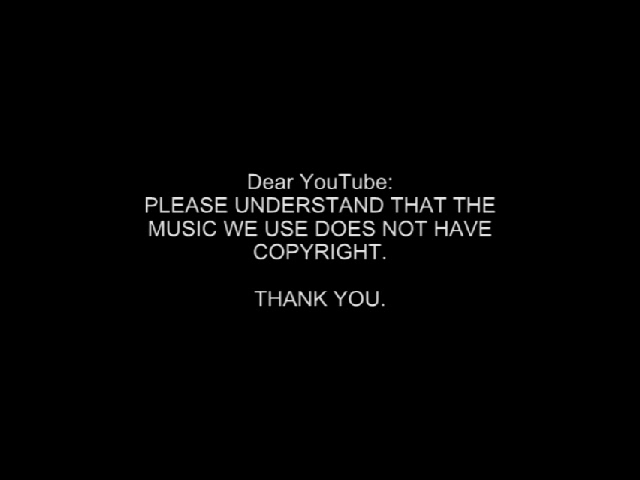 Dear YouTube:
PLEASE UNDERSTAND THAT THE
MUSIC WE USE DOES NOT HAVE
COPYRIGHT.
THANK YOU.